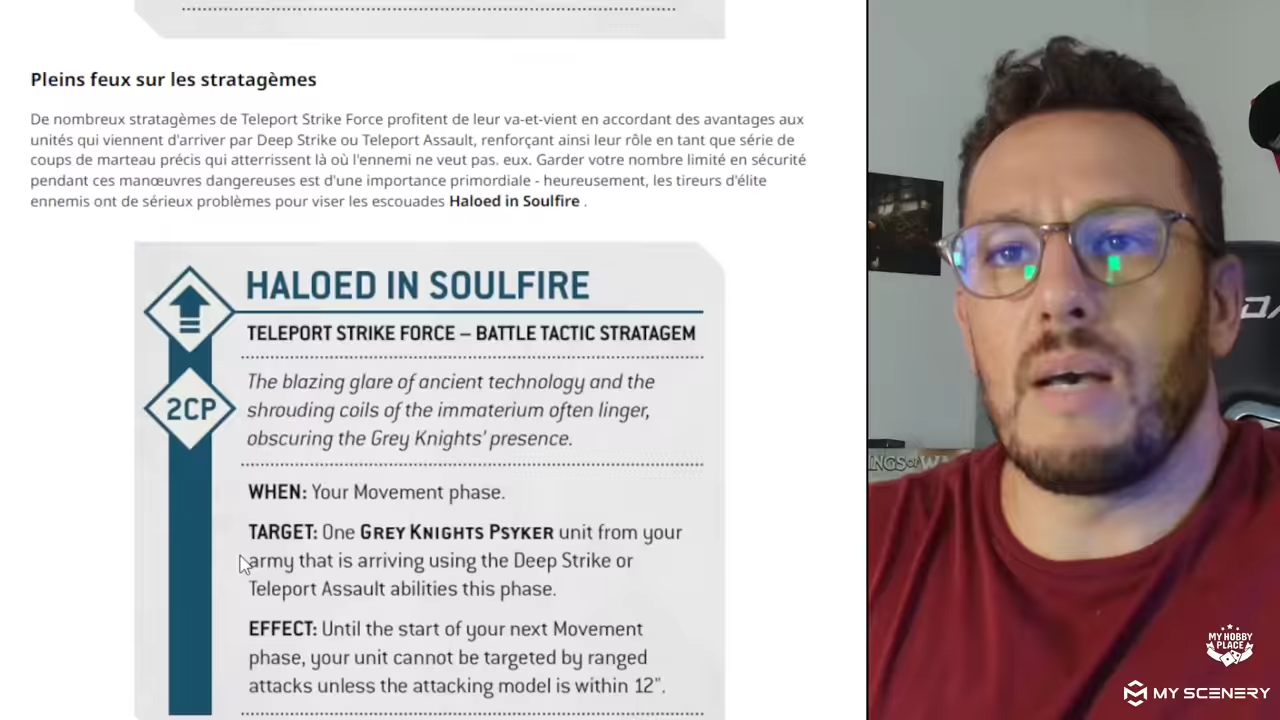 Pleins feux sur les stratagèmes
De nombreux stratagèmes de Teleport Strike Force profitent de leur va-et-vient en accordant des avantages aux
unités qui viennent d'arriver par Deep Strike ou Teleport Assault, renforçant ainsi leur rôle en tant que série de
coups de marteau précis qui atterrissent là où l'ennemi ne veut pas. eux. Garder votre nombre limité en sécurité
pendant ces manœuvres dangereuses est d'une importance primordiale - heureusement, les tireurs d'élite
ennemis ont de sérieux problèmes pour viser les escouades Haloed in Soulfire .
HALOED IN SOULFIRE
TELEPORT STRIKE FORCE – BATTLE TACTIC STRATAGEM
2CP
The blazing glare of ancient technology and the
shrouding coils of the immaterium often linger,
obscuring the Grey Knights' presence.
WHEN: Your Movement phase.
TARGET: One GREY KNIGHTS PSYKER unit from your
army that is arriving using the Deep Strike or
Teleport Assault abilities this phase.
EFFECT: Until the start of your next Movement
phase, your unit cannot be targeted by ranged
attacks unless the attacking model is within 12".
MY HOBBY
PLACE
MY SCENERY